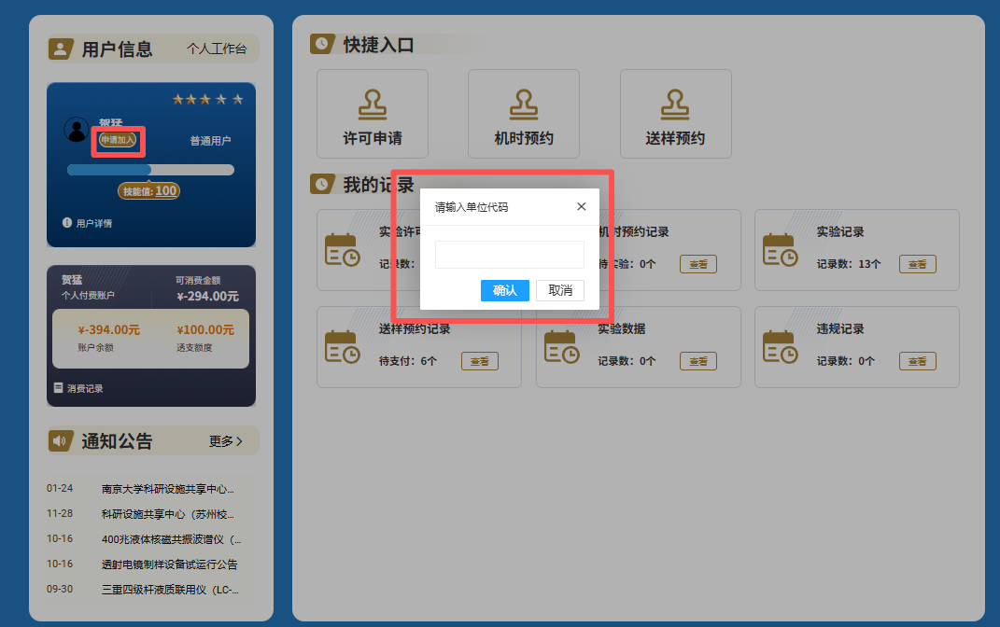 用户信息
个人工作台
贺猛
申请加入
普通用户
技能值: 100
用户详情
贺猛
个人付费账户
可消费金额
¥-294.00元
¥-394.00元
账户余额
¥100.00元
透支额度
消费记录
通知公告
更多
01-24 南京大学科研设施共享中心...
11-28 科研设施共享中心（苏州校...
10-16 400兆液体核磁共振波谱仪（...
10-16 透射电镜制样设备试运行公告
09-30 三重四级杆液质联用仪（LC-...
快捷入口
许可申请
机时预约
送样预约
我的记录
实验许
记录数:
机时预约记录
待实验: 0个
查看
实验记录
记录数: 13个
查看
送样预约记录
待支付: 6个
查看
实验数据
记录数: 0个
查看
违规记录
记录数: 0个
查看
请输入单位代码
确认
取消